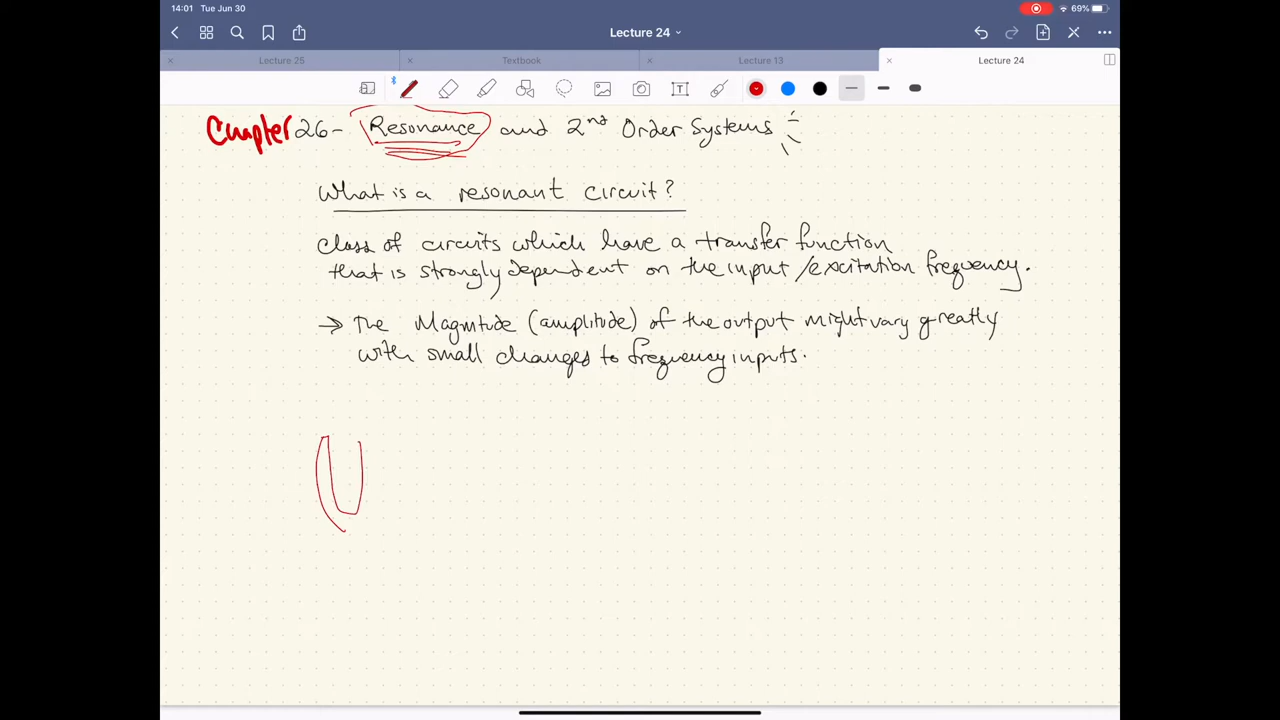 14:01 Tue Jun 30
69%
Lecture 24
Lecture 25
Textbook
Lecture 13
Lecture 24
T
Chapter 26- Resonance and 2nd Order Systems
What is a resonant circuit?
class of circuits which have a transfer function
that is strongly dependent on the input/excitation frequency.
→ The Magnitude (amplitude) of the output might vary greatly
with small changes to frequency inputs.